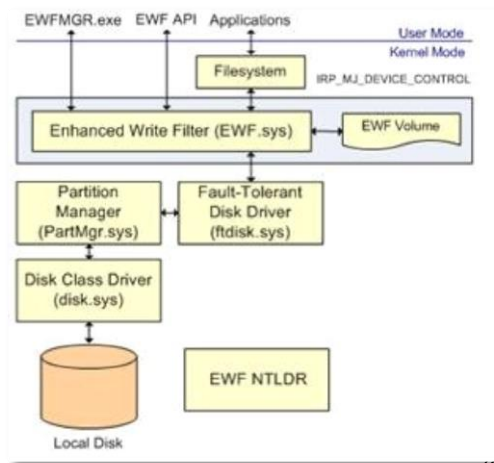 EWFMGR.exe EWF API Applications
User Mode
Kernel Mode
Filesystem
IRP_MJ_DEVICE_CONTROL
Enhanced Write Filter (EWF.sys)
EWF Volume
Partition
Manager
(PartMgr.sys)
Fault-Tolerant
Disk Driver
(ftdisk.sys)
Disk Class Driver
(disk.sys)
EWF NTLDR
Local Disk